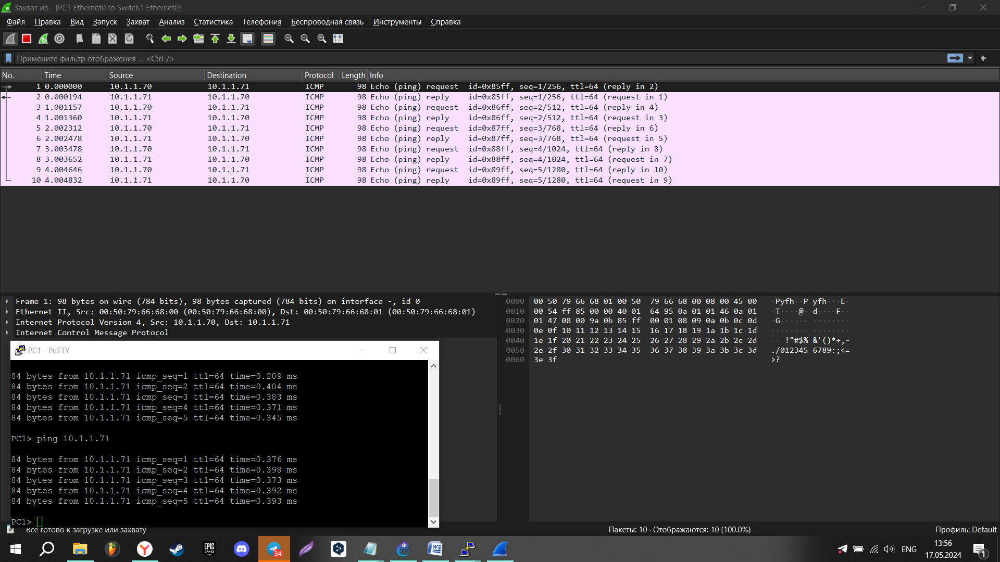 Захват из - [PC1 Ethernet0 to Switch1 Ethernet0]
Файл Правка Вид Запуск Захват Анализ Статистика Телефония Беспроводная связь Инструменты Справка
Примените фильтр отображения ... <Ctrl-/>
No. Time Source Destination Protocol Length Info
1 0.000000 10.1.1.70 10.1.1.71 ICMP 98 Echo (ping) request id=0x85ff, seq=1/256, ttl=64 (reply in 2)
2 0.000194 10.1.1.71 10.1.1.70 ICMP 98 Echo (ping) reply id=0x85ff, seq=1/256, ttl=64 (request in 1)
3 1.001157 10.1.1.70 10.1.1.71 ICMP 98 Echo (ping) request id=0x86ff, seq=2/512, ttl=64 (reply in 4)
4 1.001360 10.1.1.71 10.1.1.70 ICMP 98 Echo (ping) reply id=0x86ff, seq=2/512, ttl=64 (request in 3)
5 2.002312 10.1.1.70 10.1.1.71 ICMP 98 Echo (ping) request id=0x87ff, seq=3/768, ttl=64 (reply in 6)
6 2.002478 10.1.1.71 10.1.1.70 ICMP 98 Echo (ping) reply id=0x87ff, seq=3/768, ttl=64 (request in 5)
7 3.003478 10.1.1.70 10.1.1.71 ICMP 98 Echo (ping) request id=0x88ff, seq=4/1024, ttl=64 (reply in 8)
8 3.003652 10.1.1.71 10.1.1.70 ICMP 98 Echo (ping) reply id=0x88ff, seq=4/1024, ttl=64 (request in 7)
9 4.004646 10.1.1.70 10.1.1.71 ICMP 98 Echo (ping) request id=0x89ff, seq=5/1280, ttl=64 (reply in 10)
10 4.004832 10.1.1.71 10.1.1.70 ICMP 98 Echo (ping) reply id=0x89ff, seq=5/1280, ttl=64 (request in 9)
Frame 1: 98 bytes on wire (784 bits), 98 bytes captured (784 bits) on interface -, id 0
Ethernet II, Src: 00:50:79:66:68:00 (00:50:79:66:68:00), Dst: 00:50:79:66:68:01 (00:50:79:66:68:01)
Internet Protocol Version 4, Src: 10.1.1.70, Dst: 10.1.1.71
Internet Control Message Protocol
0000 00 50 79 66 68 01 00 50 79 66 68 00 08 00 45 00 ·Pyfh··P yfh···E·
0010 00 54 ff 85 00 00 40 01 64 95 0a 01 01 46 0a 01 ·T····@· d····F··
0020 01 47 08 00 9a 0b 85 ff 00 01 08 09 0a 0b 0c 0d ·G······ ········
0030 0e 0f 10 11 12 13 14 15 16 17 18 19 1a 1b 1c 1d ········ ········
0040 1e 1f 20 21 22 23 24 25 26 27 28 29 2a 2b 2c 2d ·· !"#$% &'()*+,-
0050 2e 2f 30 31 32 33 34 35 36 37 38 39 3a 3b 3c 3d ./012345 6789:;<=
0060 3e 3f >?
PC1 - PuTTY
84 bytes from 10.1.1.71 icmp_seq=1 ttl=64 time=0.209 ms
84 bytes from 10.1.1.71 icmp_seq=2 ttl=64 time=0.404 ms
84 bytes from 10.1.1.71 icmp_seq=3 ttl=64 time=0.383 ms
84 bytes from 10.1.1.71 icmp_seq=4 ttl=64 time=0.371 ms
84 bytes from 10.1.1.71 icmp_seq=5 ttl=64 time=0.345 ms
PC1> ping 10.1.1.71
84 bytes from 10.1.1.71 icmp_seq=1 ttl=64 time=0.376 ms
84 bytes from 10.1.1.71 icmp_seq=2 ttl=64 time=0.398 ms
84 bytes from 10.1.1.71 icmp_seq=3 ttl=64 time=0.373 ms
84 bytes from 10.1.1.71 icmp_seq=4 ttl=64 time=0.392 ms
84 bytes from 10.1.1.71 icmp_seq=5 ttl=64 time=0.393 ms
PC1>
Все готово к загрузке или захвату Пакеты: 10 · Отображаются: 10 (100.0%) Профиль: Default
EPIC GAMES
34
ENG
13:56
17.05.2024
1